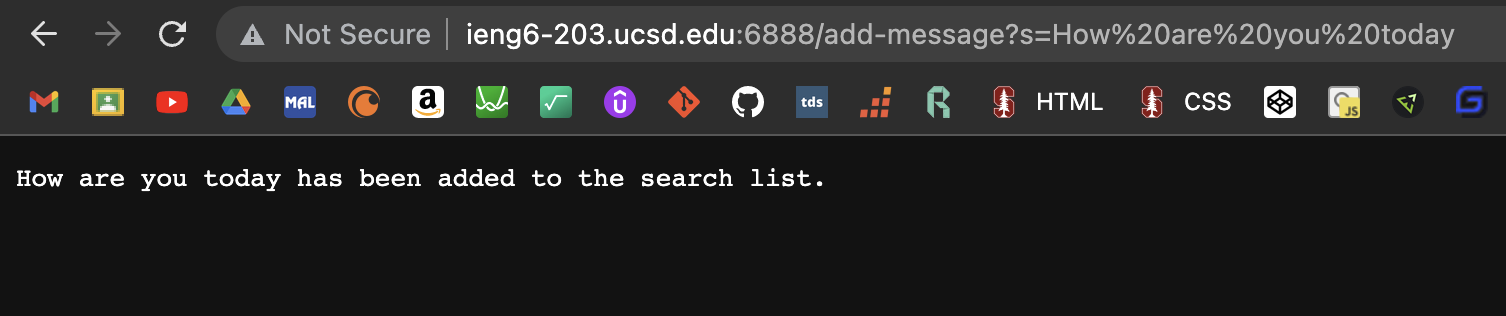 Not Secure | ieng6-203.ucsd.edu:6888/add-message?s=How%20are%20you%20today
MAL a tds HTML CSS JS
How are you today has been added to the search list.